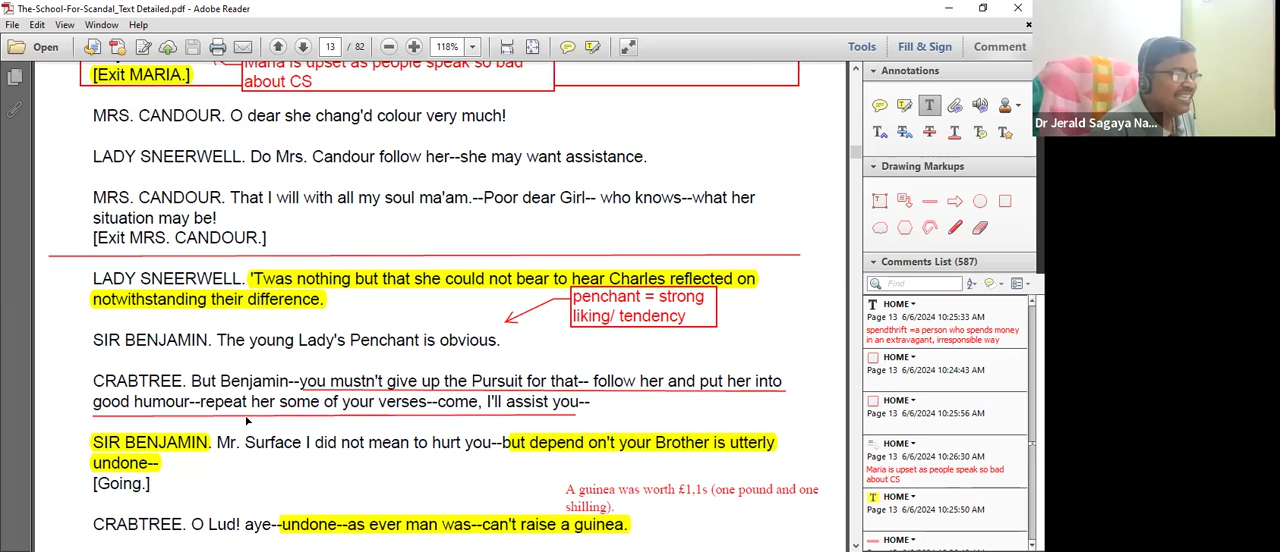 The-School-For-Scandal_Text Detailed.pdf - Adobe Reader
File Edit View Window Help
Open 13 / 82 118% Tools Fill & Sign Comment
[Exit MARIA.]
Maria is upset as people speak so bad
about CS
MRS. CANDOUR. O dear she chang'd colour very much!
LADY SNEERWELL. Do Mrs. Candour follow her--she may want assistance.
MRS. CANDOUR. That I will with all my soul ma'am.--Poor dear Girl-- who knows--what her
situation may be!
[Exit MRS. CANDOUR.]
LADY SNEERWELL. 'Twas nothing but that she could not bear to hear Charles reflected on
notwithstanding their difference.
penchant = strong
liking/ tendency
SIR BENJAMIN. The young Lady's Penchant is obvious.
CRABTREE. But Benjamin--you mustn't give up the Pursuit for that-- follow her and put her into
good humour--repeat her some of your verses--come, I'll assist you--
SIR BENJAMIN. Mr. Surface I did not mean to hurt you--but depend on't your Brother is utterly
undone--
[Going.]
A guinea was worth £1,1s (one pound and one
shilling).
CRABTREE. O Lud! aye--undone--as ever man was--can't raise a guinea.
Annotations
Drawing Markups
Comments List (587)
Find
HOME
Page 13 6/6/2024 10:25:33 AM
spendthrift =a person who spends money
in an extravagant, irresponsible way
HOME
Page 13 6/6/2024 10:24:43 AM
HOME
Page 13 6/6/2024 10:25:56 AM
HOME
Page 13 6/6/2024 10:26:30 AM
Maria is upset as people speak so bad
about CS
HOME
Page 13 6/6/2024 10:25:50 AM
HOME
Dr Jerald Sagaya Na...